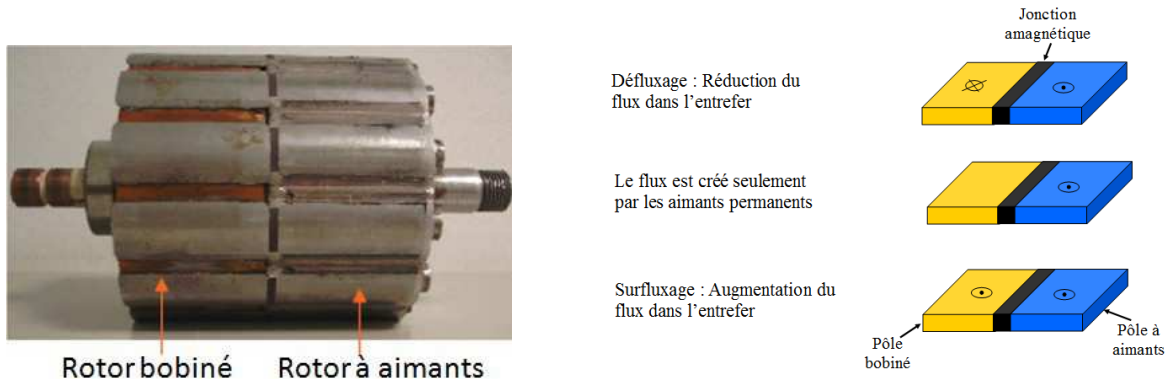 Rotor bobiné
Rotor à aimants
Jonction
amagnétique
Défluxage : Réduction du
flux dans l'entrefer
Le flux est créé seulement
par les aimants permanents
Surfluxage : Augmentation du
flux dans l'entrefer
Pôle
bobiné
Pôle à
aimants